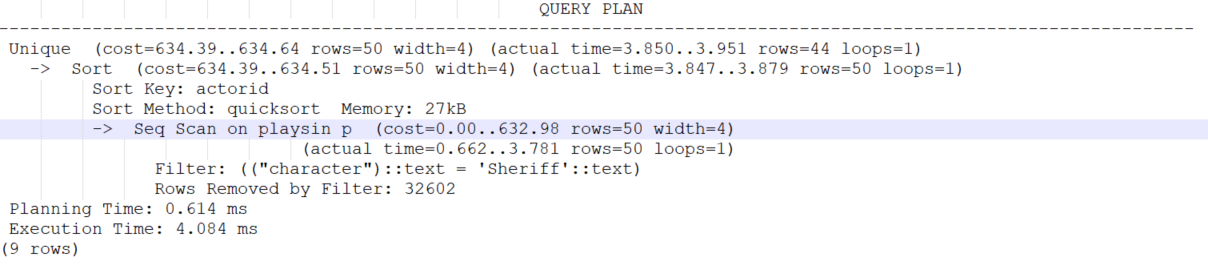 QUERY PLAN
----------------------------------------------------------------------------------------------------------------------
Unique  (cost=634.39..634.64 rows=50 width=4) (actual time=3.850..3.951 rows=44 loops=1)
  ->  Sort  (cost=634.39..634.51 rows=50 width=4) (actual time=3.847..3.879 rows=50 loops=1)
        Sort Key: actorid
        Sort Method: quicksort  Memory: 27kB
        ->  Seq Scan on playsin p  (cost=0.00..632.98 rows=50 width=4)
                            (actual time=0.662..3.781 rows=50 loops=1)
              Filter: (("character")::text = 'Sheriff'::text)
              Rows Removed by Filter: 32602
Planning Time: 0.614 ms
Execution Time: 4.084 ms
(9 rows)